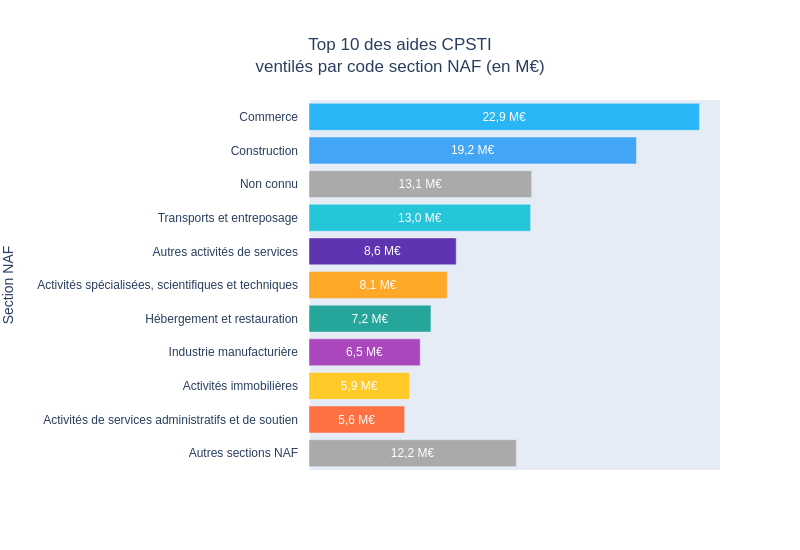 Top 10 des aides CPSTI
ventilés par code section NAF (en M€)
Section NAF
Commerce 22,9 M€
Construction 19,2 M€
Non connu 13,1 M€
Transports et entreposage 13,0 M€
Autres activités de services 8,6 M€
Activités spécialisées, scientifiques et techniques 8,1 M€
Hébergement et restauration 7,2 M€
Industrie manufacturière 6,5 M€
Activités immobilières 5,9 M€
Activités de services administratifs et de soutien 5,6 M€
Autres sections NAF 12,2 M€